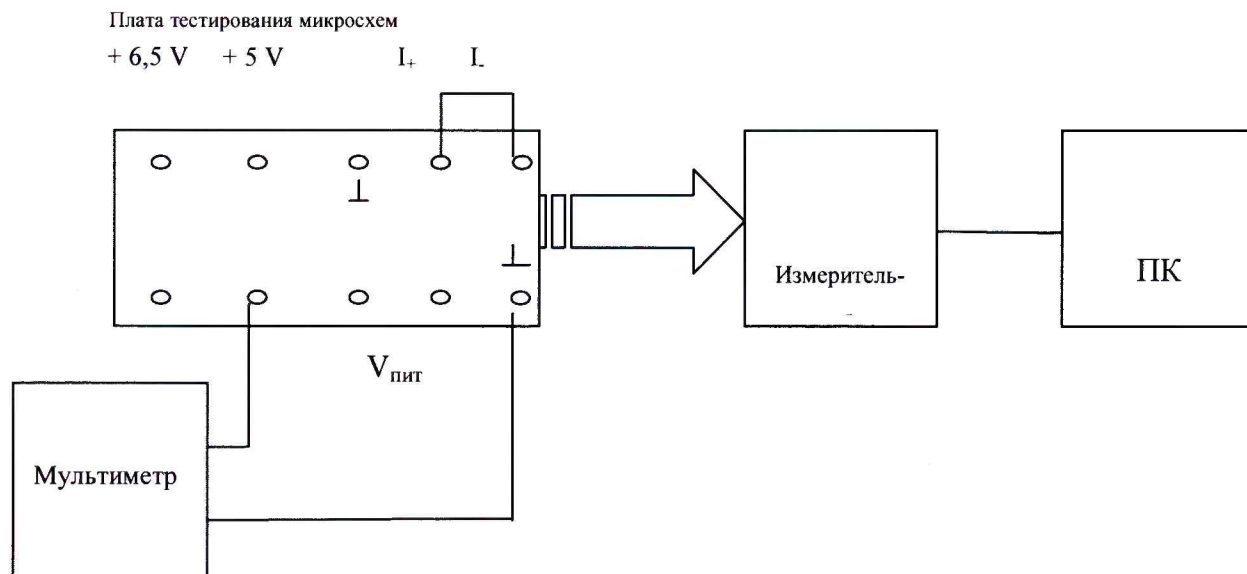 Плата тестирования микросхем
+ 6,5 V + 5 V I₊ I₋
Измеритель-
ПК
Vпит
Мультиметр